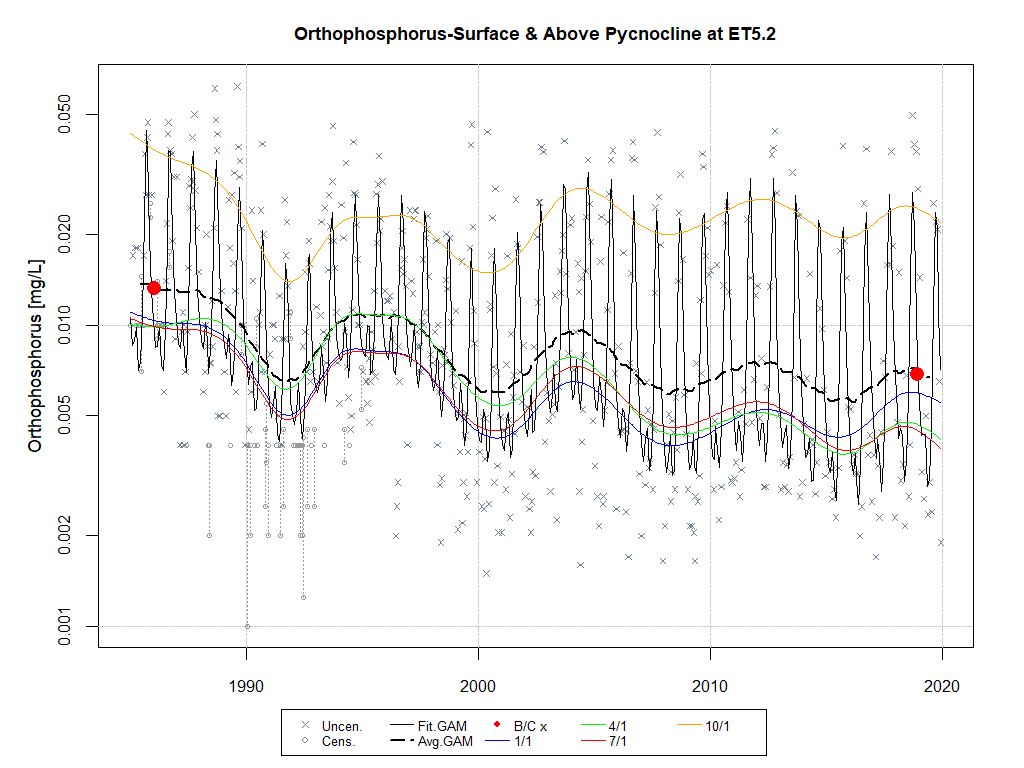 Orthophosphorus-Surface & Above Pycnocline at ET5.2
Orthophosphorus [mg/L]
0.050
0.020
0.010
0.005
0.002
0.001
1990 2000 2010 2020
Uncen. Fit.GAM B/C x 4/1 10/1
Cens. Avg.GAM 1/1 7/1